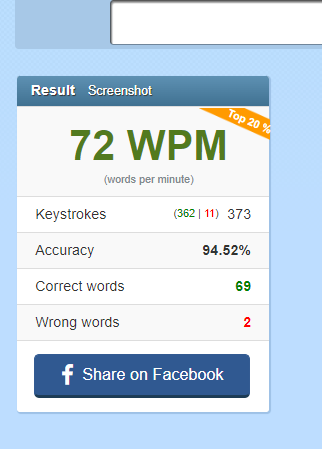 Result Screenshot
Top 20 %
72 WPM
(words per minute)
Keystrokes (362 | 11) 373
Accuracy 94.52%
Correct words 69
Wrong words 2
Share on Facebook